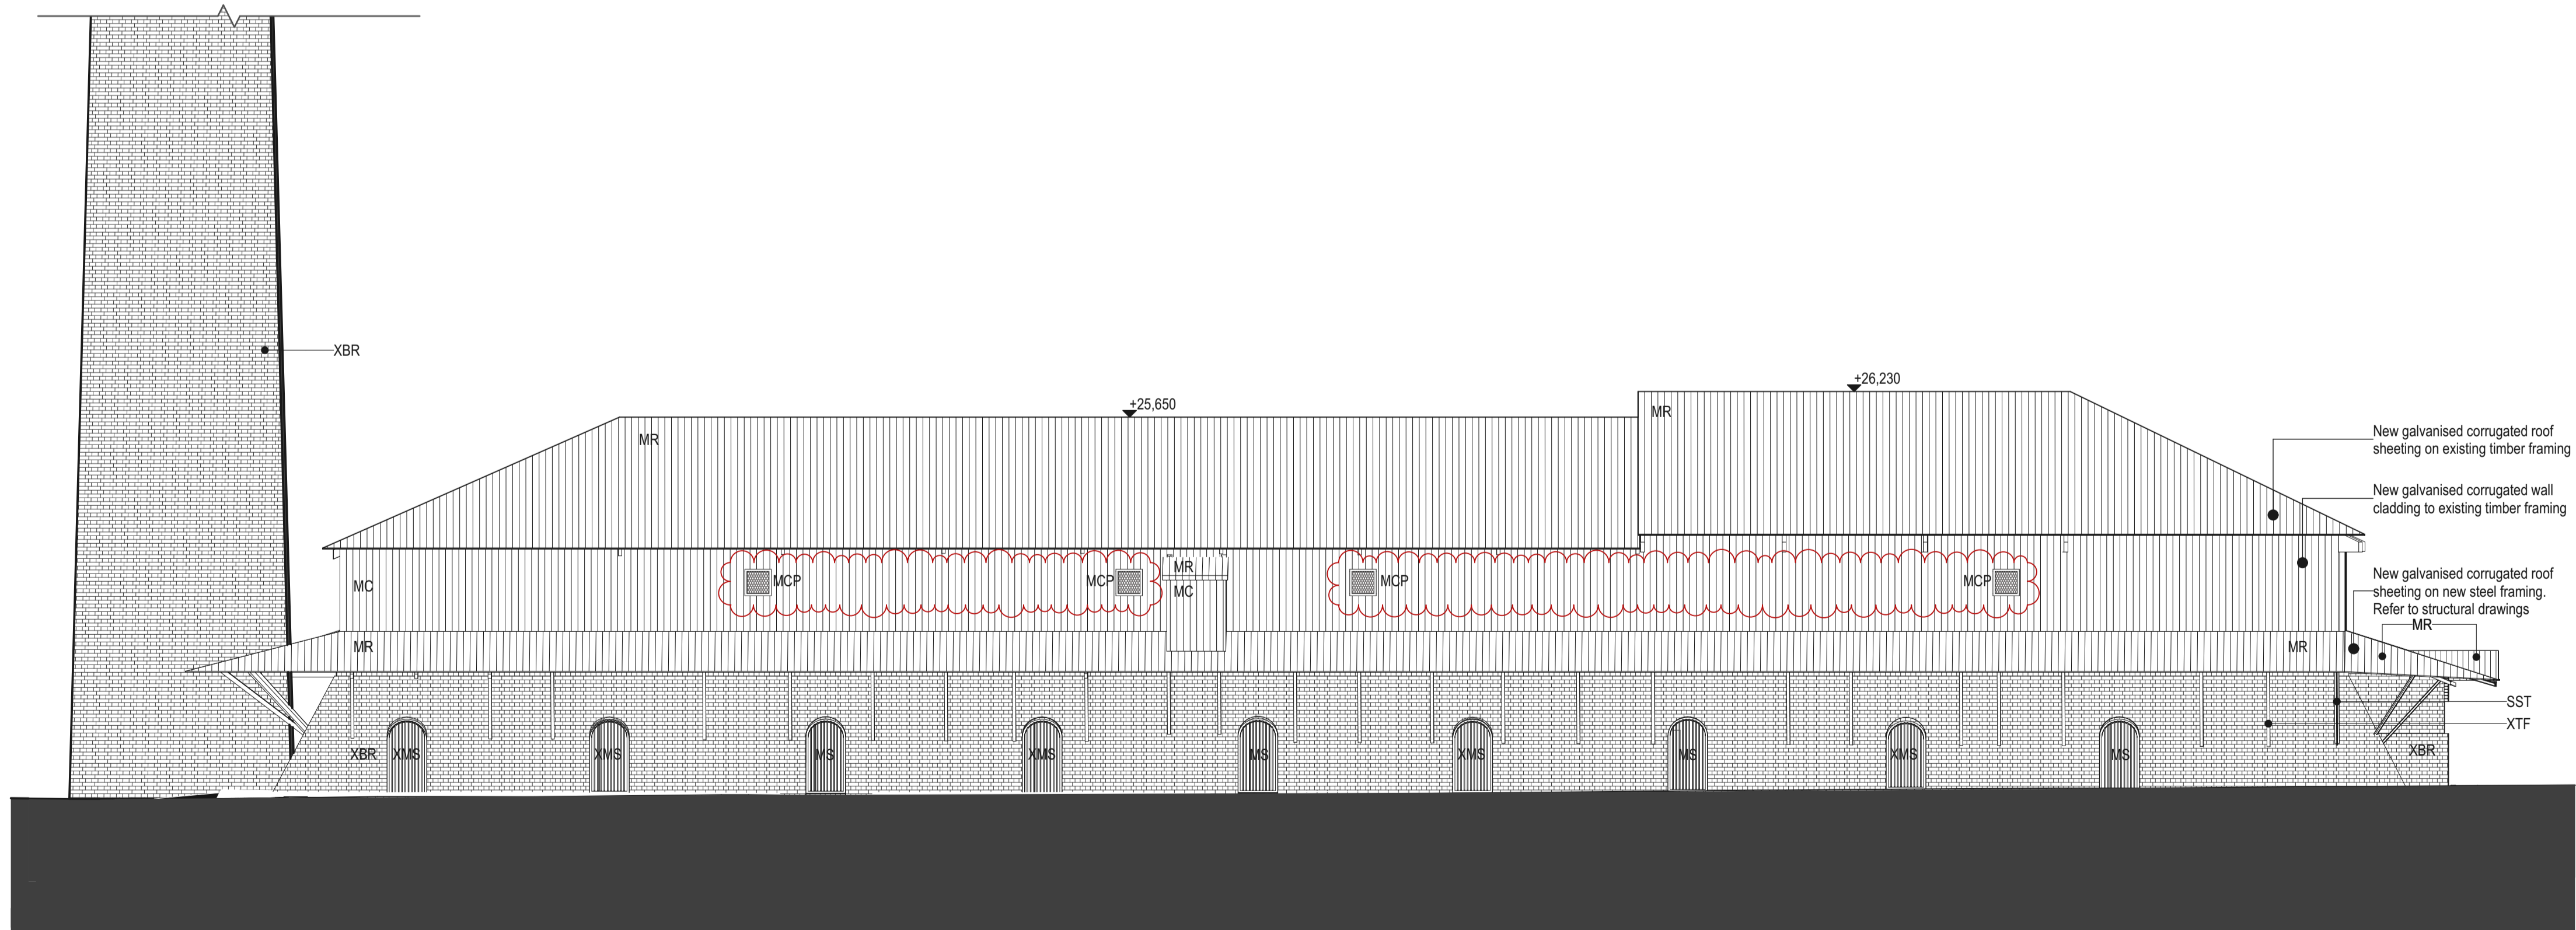 XBR
+26,230
+25,650
MR
MR
New galvanised corrugated roof
sheeting on existing timber framing
New galvanised corrugated wall
cladding to existing timber framing
MR
MC
MCP
MCP
MC
MCP
MCP
New galvanised corrugated roof
sheeting on new steel framing.
Refer to structural drawings
MR
MR
MR
SST
XTF
XBR
XMS
XMS
MS
XMS
MS
XMS
MS
XMS
MS
XBR